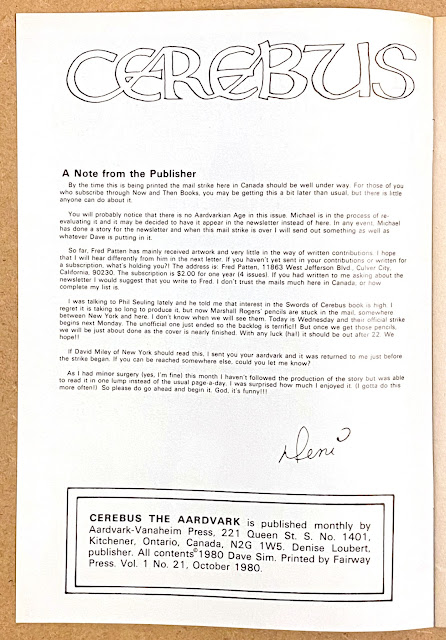 CEREBUS
A Note from the Publisher
By the time this is being printed the mail strike here in Canada should be well under way. For those of you
who subscribe through Now and Then Books, you may be getting this a bit later than usual, but there is little
anyone can do about it.
You will probably notice that there is no Aardvarkian Age in this issue. Michael is in the process of re-
evaluating it and it may be decided to have it appear in the newsletter instead of here. In any event, Michael
has done a story for the newsletter and when this mail strike is over I will send out something as well as
whatever Dave is putting in it.
So far, Fred Patten has mainly received artwork and very little in the way of written contributions. I hope
that I will hear differently from him in the next letter. If you haven't yet sent in your contributions or written for
a subscription, what's holding you?! The address is: Fred Patten, 11863 West Jefferson Blvd., Culver City,
California, 90230. The subscription is $2.00 for one year (4 issues). If you had written to me asking about the
newsletter I would suggest that you write to Fred. I don't trust the mails much here in Canada, or how
complete my list is.
I was talking to Phil Seuling lately and he told me that interest in the Swords of Cerebus book is high. I
regret it is taking so long to produce it, but now Marshall Rogers' pencils are stuck in the mail, somewhere
between New York and here. I don't know when we will see them. Today is Wednesday and their official strike
begins next Monday. The unofficial one just ended so the backlog is terrific!! But once we get those pencils,
we will be just about done as the cover is nearly finished. With any luck (ha!) it should be out after 22. We
hope!!
If David Miley of New York should read this, I sent you your aardvark and it was returned to me just before
the strike began. If you can be reached somewhere else, could you let me know?
As I had minor surgery (yes, I'm fine) this month I haven't followed the production of the story but was able
to read it in one lump instead of the usual page-a-day. I was surprised how much I enjoyed it. (I gotta do this
more often!) So please do go ahead and begin it. God, it's funny!!!
Deni
CEREBUS THE AARDVARK is published monthly by
Aardvark-Vanaheim Press, 221 Queen St. S. No. 1401,
Kitchener, Ontario, Canada, N2G 1W5. Denise Loubert,
publisher. All contents ©1980 Dave Sim. Printed by Fairway
Press. Vol. 1 No. 21, October 1980.